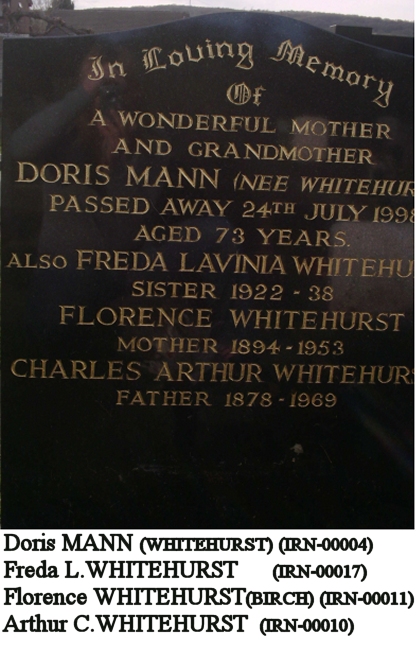 In Loving Memory
Of
A WONDERFUL MOTHER
AND GRANDMOTHER
DORIS MANN (NEE WHITEHUR
PASSED AWAY 24TH JULY 1998
AGED 73 YEARS.
ALSO FREDA LAVINIA WHITEHU
SISTER 1922 - 38
FLORENCE WHITEHURST
MOTHER 1894 - 1953
CHARLES ARTHUR WHITEHURS
FATHER 1878 - 1969
Doris MANN (WHITEHURST) (IRN-00004)
Freda L.WHITEHURST (IRN-00017)
Florence WHITEHURST(BIRCH) (IRN-00011)
Arthur C.WHITEHURST (IRN-00010)